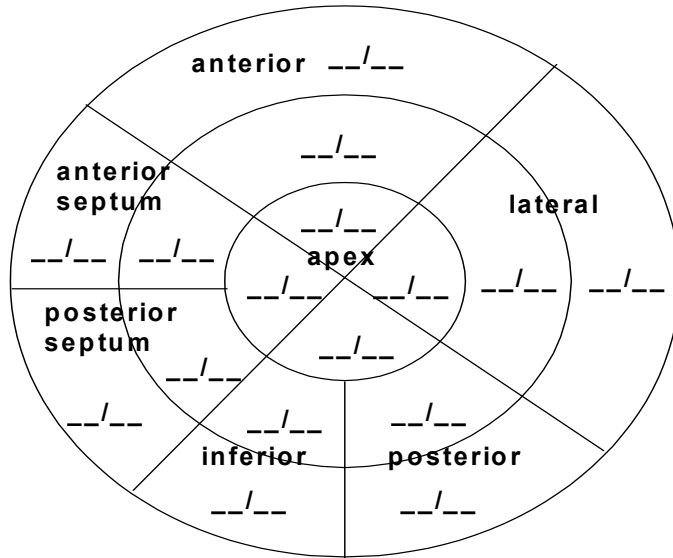 anterior __/__
__/__
anterior
septum
__/__
apex
lateral
__/__ __/__
__/__ __/__
__/__ __/__
posterior
septum
__/__
__/__
__/__
__/__ __/__
inferior posterior
__/__ __/__